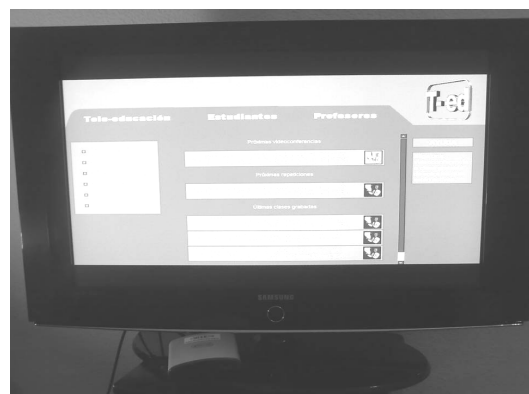 T-ed
Tele-educación Estudiantes Profesores
Próximas videoconferencias
Próximas repeticiones
Últimas clases grabadas
SAMSUNG